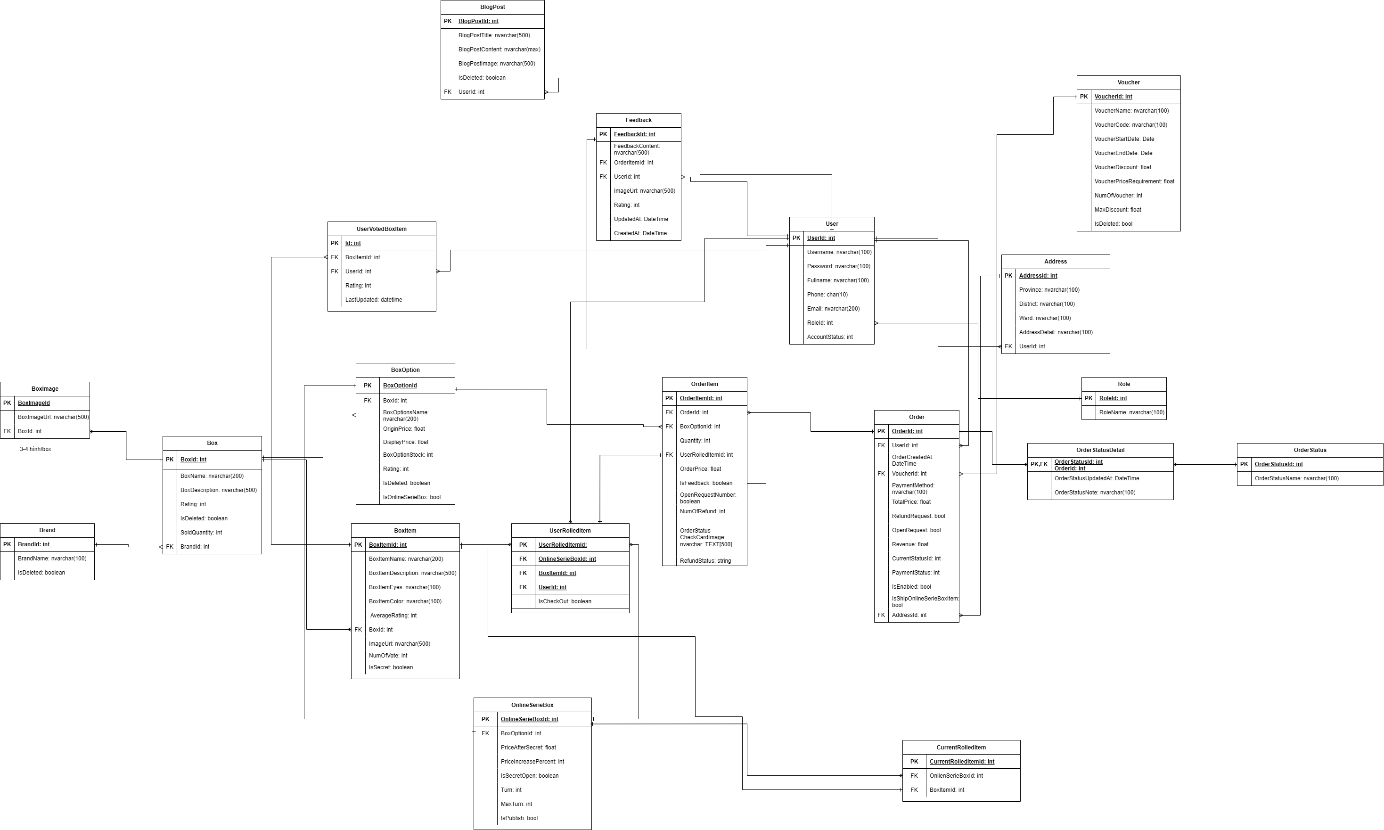 BlogPost
PK BlogPostId: int
BlogPostTitle: nvarchar(500)
BlogPostContent: nvarchar(max)
BlogPostImage: nvarchar(500)
IsDeleted: boolean
FK UserId: int
Voucher
PK VoucherId: int
VoucherName: nvarchar(100)
VoucherCode: nvarchar(100)
VoucherStartDate: Date
VoucherEndDate: Date
VoucherDiscount: float
VoucherPriceRequirement: float
NumOfVoucher: int
MaxDiscount: float
IsDeleted: bool
Feedback
PK FeedbackId: int
FeedbackContent:
nvarchar(500)
FK OrderItemId: int
FK UserId: int
ImageUrl: nvarchar(500)
Rating: int
UpdatedAt: DateTime
CreatedAt: DateTime
User
PK UserId: int
Username: nvarchar(100)
Password: nvarchar(100)
Fullname: nvarchar(100)
Phone: char(10)
Email: nvarchar(200)
RoleId: int
AccountStatus: int
UserVotedBoxItem
PK Id: int
FK BoxItemId: int
FK UserId: int
Rating: int
LastUpdated: datetime
Address
PK AddressId: int
Province: nvarchar(100)
District: nvarchar(100)
Ward: nvarchar(100)
AddressDetail: nvarchar(100)
FK UserId: int
BoxOption
PK BoxOptionId
FK BoxId: int
BoxOptionsName:
nvarchar(200)
OriginPrice: float
DisplayPrice: float
BoxOptionStock: int
Rating: int
IsDeleted: boolean
IsOnlineSerieBox: bool
BoxImage
PK BoxImageId
BoxImageUrl: nvarchar(500)
FK BoxId: int
3-4 hinh/box
OrderItem
PK OrderItemId: int
FK OrderId: int
FK BoxOptionId: int
Quantity: int
FK UserRolledItemId: int
OrderPrice: float
IsFeedback: boolean
OpenRequestNumber:
boolean
NumOfRefund: int
OrderStatus
CheckCardImage:
nvarchar: TEXT[500]
RefundStatus: string
Role
PK RoleId: int
RoleName: nvarchar(100)
Order
PK OrderId: int
FK UserId: int
OrderCreatedAt:
DateTime
FK VoucherId: int
PaymentMethod:
nvarchar(100)
TotalPrice: float
RefundRequest: bool
OpenRequest: bool
Revenue: float
CurrentStatusId: int
PaymentStatus: int
IsEnabled: bool
IsShipOnlineSerieBoxItem:
bool
FK AddressId: int
Box
PK BoxId: int
BoxName: nvarchar(200)
BoxDescription: nvarchar(500)
Rating: int
IsDeleted: boolean
SoldQuantity: int
FK BrandId: int
OrderStatusDetail
PK,FK OrderStatusId: int
OrderId: int
OrderStatusUpdatedAt: DateTime
OrderStatusNote: nvarchar(100)
OrderStatus
PK OrderStatusId: int
OrderStatusName: nvarchar(100)
Brand
PK BrandId: int
BrandName: nvarchar(100)
IsDeleted: boolean
BoxItem
PK BoxItemId: int
BoxItemName: nvarchar(200)
BoxItemDescription: nvarchar(500)
BoxItemEyes: nvarchar(100)
BoxItemColor: nvarchar(100)
AverageRating: int
FK BoxId: int
ImageUrl: nvarchar(500)
NumOfVote: int
IsSecret: boolean
UserRolledItem
PK UserRolledItemId:
FK OnlineSerieBoxId: int
FK BoxItemId: int
FK UserId: int
IsCheckOut: boolean
OnlineSerieBox
PK OnlineSerieBoxId: int
FK BoxOptionId: int
PriceAfterSecret: float
PriceIncreasePercent: int
IsSecretOpen: boolean
Turn: int
MaxTurn: int
IsPublish: bool
CurrentRolledItem
PK CurrentRolledItemId: int
FK OnlienSerieBoxId: int
FK BoxItemId: int